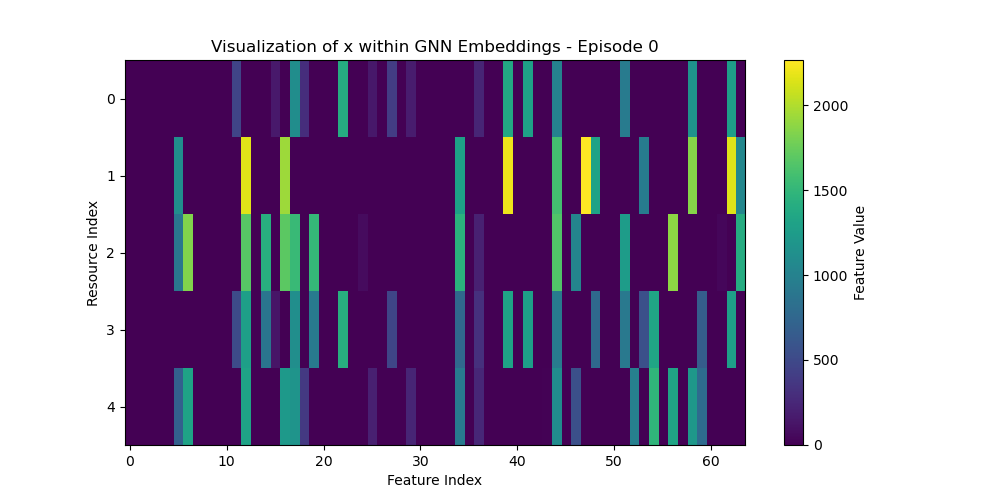 Visualization of x within GNN Embeddings - Episode 0
Resource Index
0
1
2
3
4
0 10 20 30 40 50 60
Feature Index
2000
1500
1000
500
0
Feature Value